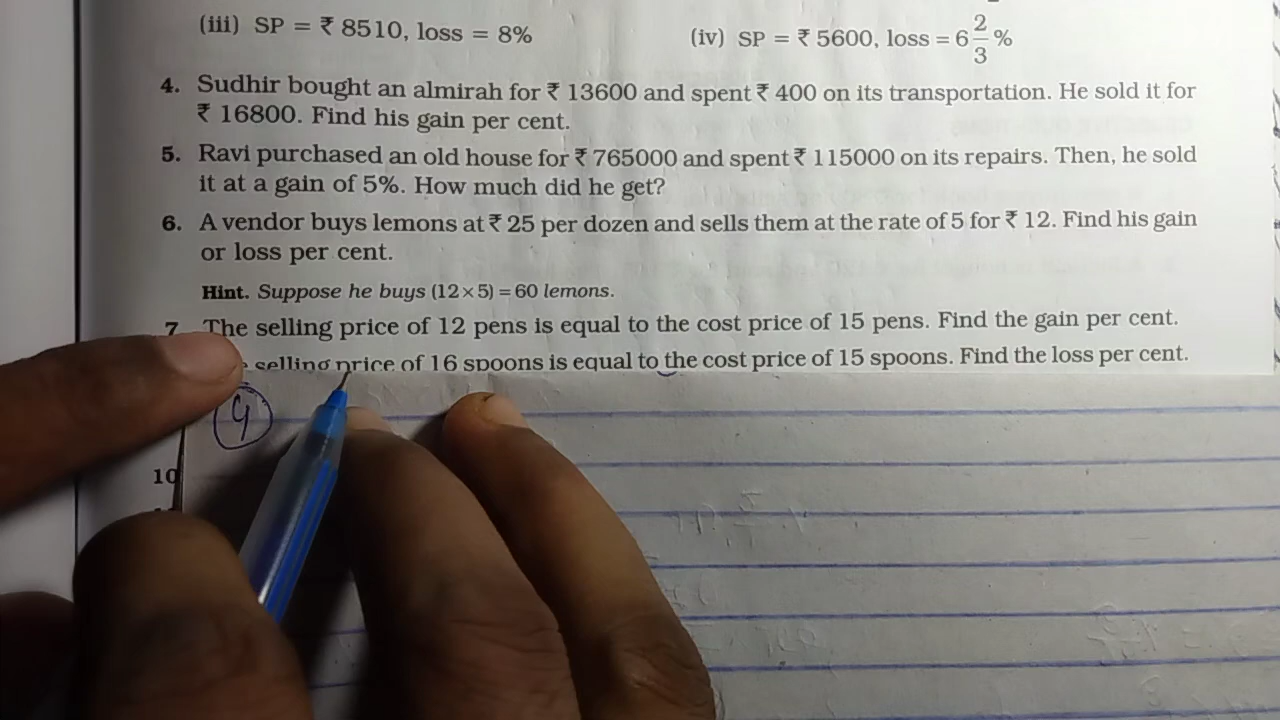 (iii) SP = ₹ 8510, loss = 8% (iv) SP = ₹ 5600, loss = 6 2/3 %
4. Sudhir bought an almirah for ₹ 13600 and spent ₹ 400 on its transportation. He sold it for
₹ 16800. Find his gain per cent.
5. Ravi purchased an old house for ₹ 765000 and spent ₹ 115000 on its repairs. Then, he sold
it at a gain of 5%. How much did he get?
6. A vendor buys lemons at ₹ 25 per dozen and sells them at the rate of 5 for ₹ 12. Find his gain
or loss per cent.
Hint. Suppose he buys (12×5) = 60 lemons.
7 The selling price of 12 pens is equal to the cost price of 15 pens. Find the gain per cent.
selling price of 16 spoons is equal to the cost price of 15 spoons. Find the loss per cent.
10